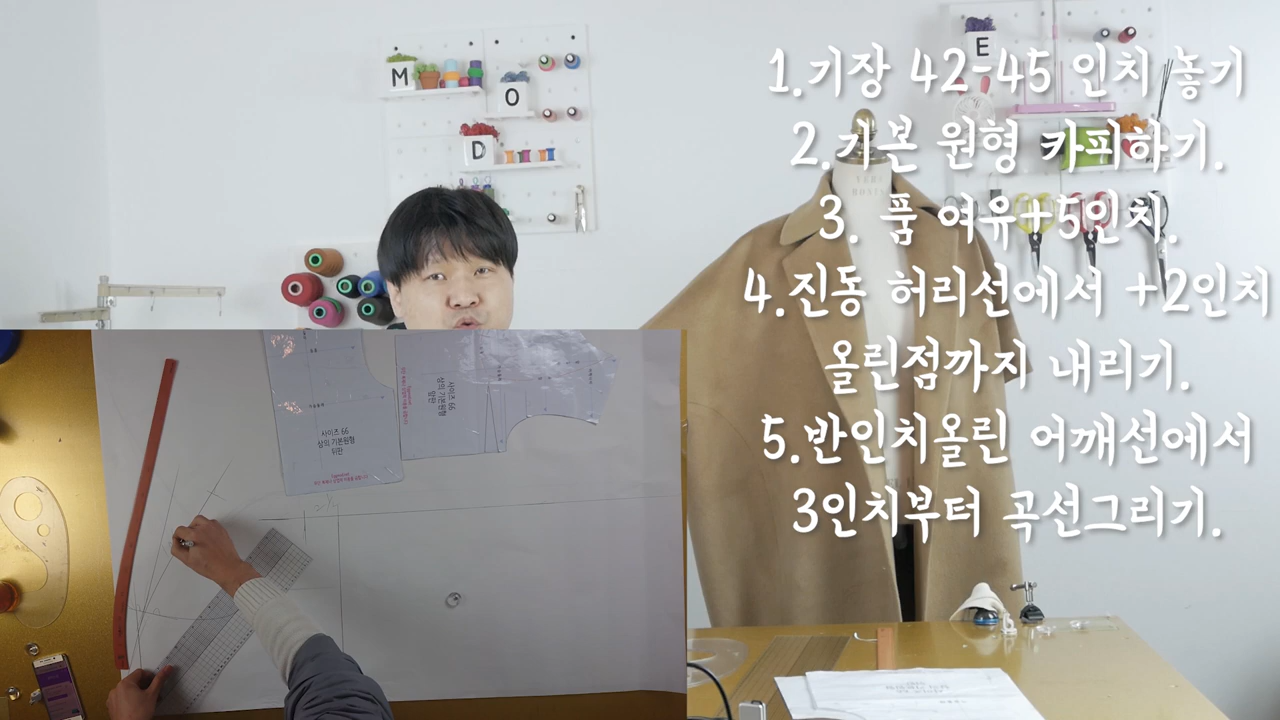 1.기장 42-45 인치 놓기
2.기본 원형 카피하기.
3. 품 여유+5인치.
4.진동 허리선에서 +2인치
올린점까지 내리기.
5.반인치올린 어깨선에서
3인치부터 곡선그리기.
M
O
D
E
사이즈 66
상의 기본원형
뒤판
사이즈 66
상의 기본원형
앞판